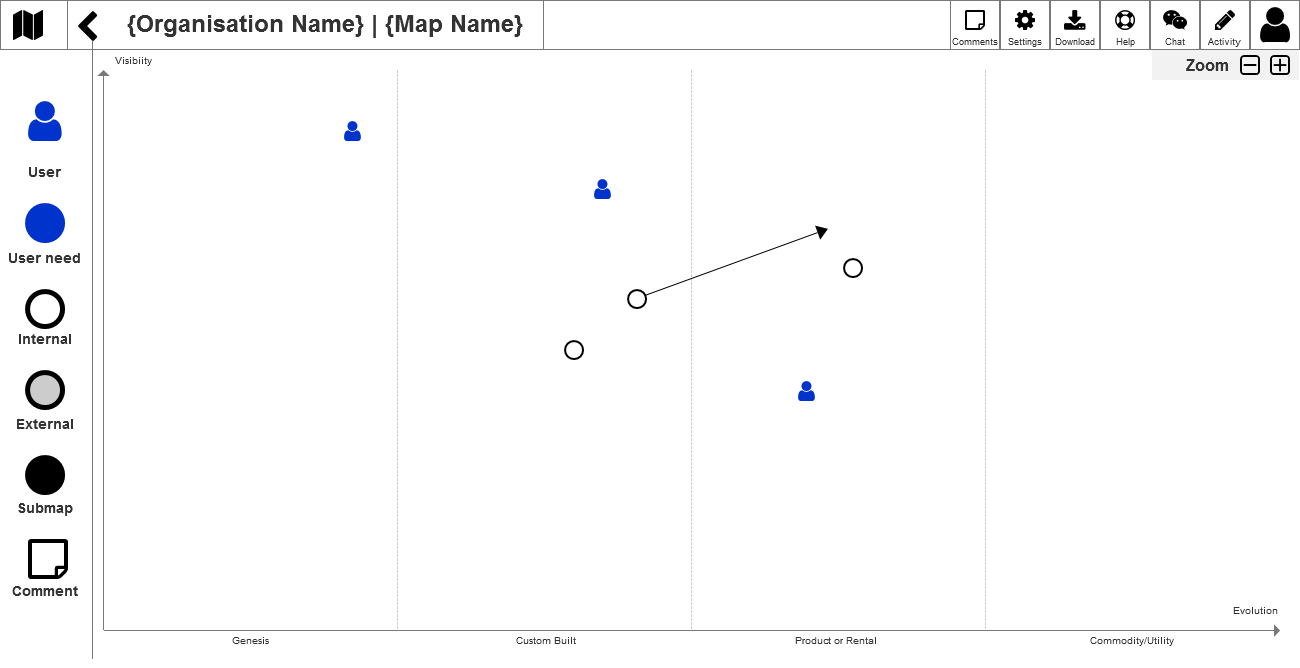 {Organisation Name} | {Map Name}
Comments
Settings
Download
Help
Chat
Activity
Visibiity
Zoom
User
User need
Internal
External
Submap
Comment
Evolution
Genesis
Custom Built
Product or Rental
Commodity/Utility